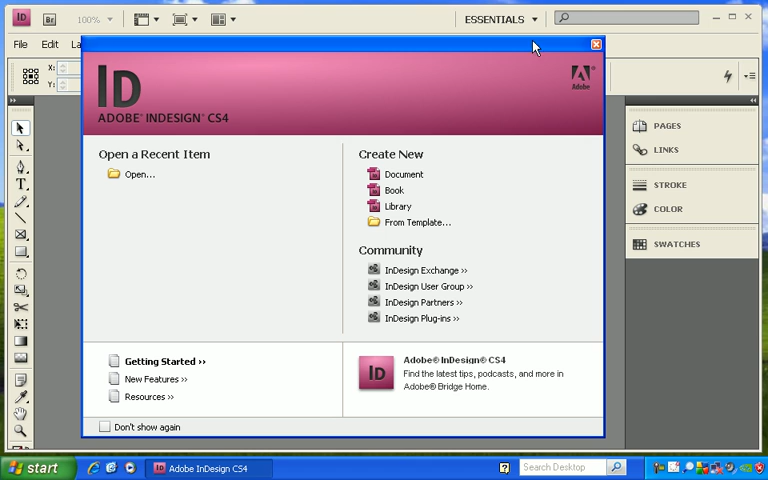 Id Br 100% ESSENTIALS
File Edit La
X:
Y:
ID
ADOBE® INDESIGN® CS4
Adobe
Open a Recent Item
Open...
Create New
Document
Book
Library
From Template...
Community
InDesign Exchange »
InDesign User Group »
InDesign Partners »
InDesign Plug-ins »
Getting Started »
New Features »
Resources »
ID
Adobe® InDesign® CS4
Find the latest tips, podcasts, and more in
Adobe® Bridge Home.
Don't show again
PAGES
LINKS
STROKE
COLOR
SWATCHES
start
Adobe InDesign CS4
Search Desktop